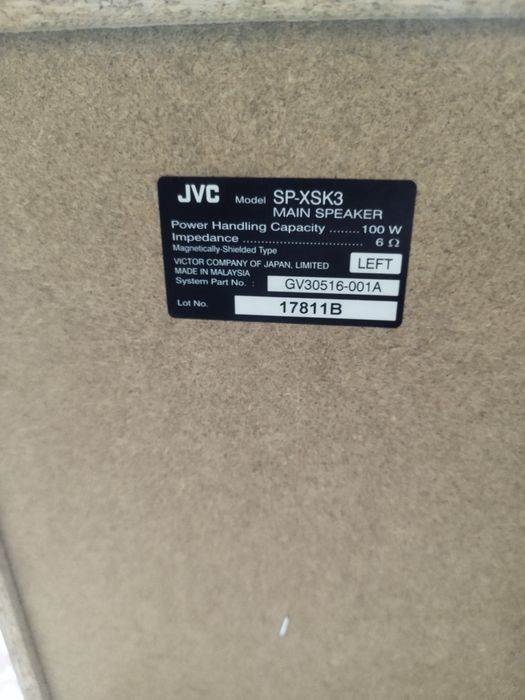 JVC Model SP-XSK3
MAIN SPEAKER
Power Handling Capacity ........ 100 W
Impedance ................................ 6 Ω
Magnetically-Shielded Type
VICTOR COMPANY OF JAPAN, LIMITED LEFT
MADE IN MALAYSIA
System Part No. : GV30516-001A
Lot No. 17811B